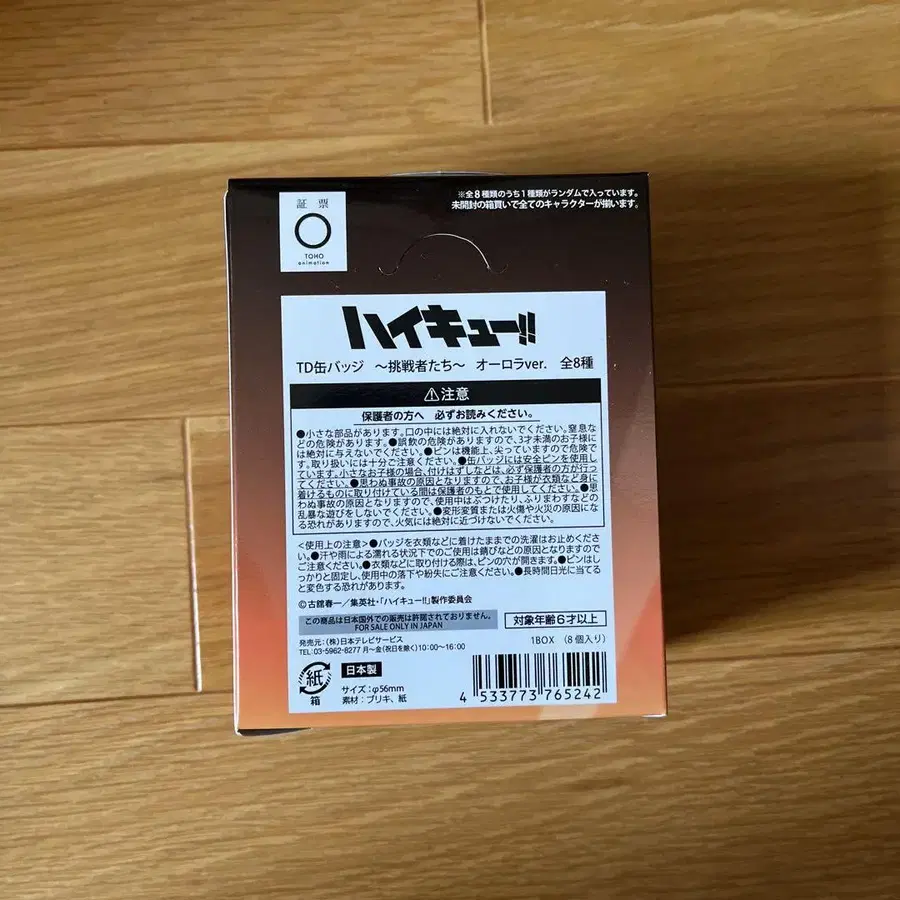 証票
TOHO
animation
※全8種類のうち1種類がランダムで入っています。
未開封の箱買いで全てのキャラクターが揃います。
ハイキュー!!
TD缶バッジ ～挑戦者たち～ オーロラver. 全8種
⚠注意
保護者の方へ 必ずお読みください。
●小さな部品があります。口の中には絶対に入れないでください。窒息な
どの危険があります。●誤飲の危険がありますので、3才未満のお子様に
は絶対に与えないでください。●ピンは機能上、尖っていますので危険で
す。取り扱いには十分ご注意ください。●缶バッジには安全ピンを使用し
ています。小さなお子様の場合、付けはずしなどは、必ず保護者の方が行っ
てください。●思わぬ事故の原因となりますので、お子様が衣類など身に
着けるものに取り付けている間は保護者のもとで使用してください。●思
わぬ事故の原因となりますので、使用中はぶつけたり、ふりまわすなどの
乱暴な遊びをしないでください。●変形変質または火傷や火災の原因にな
る恐れがありますので、火気には絶対に近づけないでください。
<使用上の注意>●バッジを衣類などに着けたままでの洗濯はおやめくださ
い。●汗や雨による濡れる状況下でのご使用は錆びなどの原因となりますので
ご注意ください。●衣類などに取り付ける際は、ピンの穴が開きます。●ピンはし
っかりと固定し、使用中の落下や紛失にご注意ください。●長時間日光に当てる
と変色する恐れがあります。
©古舘春一／集英社・「ハイキュー!!」製作委員会
この商品は日本国外での販売は許諾されておりません。
FOR SALE ONLY IN JAPAN
対象年齢6才以上
発売元：(株)日本テレビサービス
1BOX (8個入り)
TEL:03-5962-8277 月～金(祝日を除く)10:00～16:00
紙
箱
日本製
サイズ：φ56mm
素材：ブリキ、紙
4 533773 765242